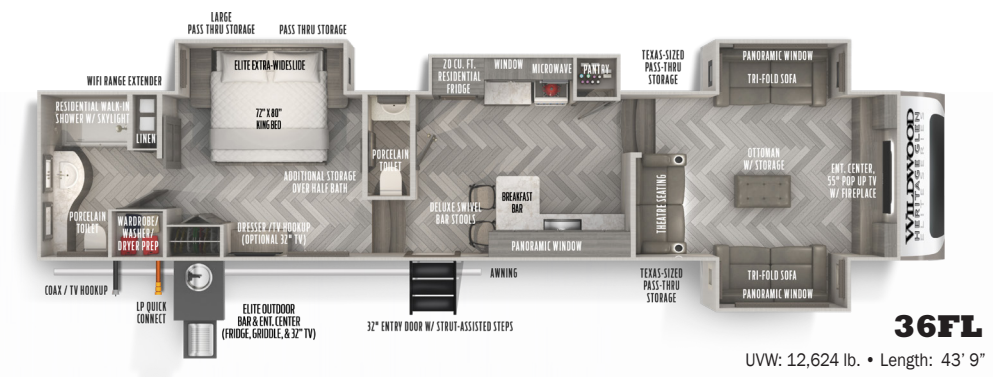 LARGE
PASS THRU STORAGE
PASS THRU STORAGE
WIFI RANGE EXTENDER
ELITE EXTRA-WIDESLIDE
72" X 80"
KING BED
RESIDENTIAL WALK-IN
SHOWER W/ SKYLIGHT
LINEN
PORCELAIN
TOILET
WARDROBE/
WASHER/
DRYER PREP
ADDITIONAL STORAGE
OVER HALF BATH
DRESSER /TV HOOKUP
(OPTIONAL 32" TV)
PORCELAIN
TOILET
20 CU. FT.
RESIDENTIAL
FRIDGE
WINDOW
MICROWAVE
PANTRY
DELUXE SWIVEL
BAR STOOLS
BREAKFAST
BAR
PANORAMIC WINDOW
TEXAS-SIZED
PASS-THRU
STORAGE
PANORAMIC WINDOW
TRI-FOLD SOFA
THEATRE SEATING
OTTOMAN
W/ STORAGE
ENT. CENTER,
55" POP UP TV
W/ FIREPLACE
WILDWOOD
HERITAGE GLEN
TRI-FOLD SOFA
PANORAMIC WINDOW
TEXAS-SIZED
PASS-THRU
STORAGE
COAX / TV HOOKUP
LP QUICK
CONNECT
ELITE OUTDOOR
BAR & ENT. CENTER
(FRIDGE, GRIDDLE, & 32" TV)
AWNING
32" ENTRY DOOR W/ STRUT-ASSISTED STEPS
36FL
UVW: 12,624 lb. • Length: 43' 9"